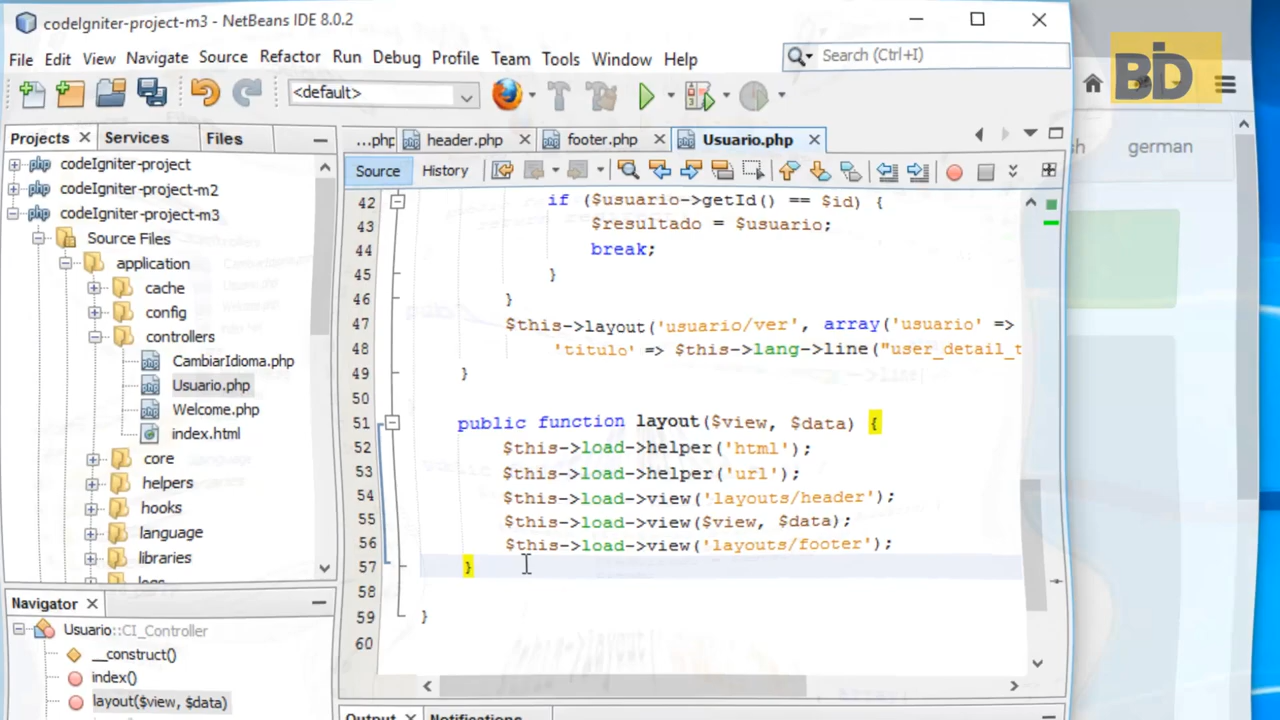 codeIgniter-project-m3 - NetBeans IDE 8.0.2
File Edit View Navigate Source Refactor Run Debug Profile Team Tools Window Help
Search (Ctrl+I)
BID
<default>
Projects Services Files
...php header.php footer.php Usuario.php
german
Source History
codeIgniter-project
codeIgniter-project-m2
codeIgniter-project-m3
Source Files
application
cache
config
controllers
CambiarIdioma.php
Usuario.php
Welcome.php
index.html
core
helpers
hooks
language
libraries
logs
42 if ($usuario->getId() == $id) {
43 $resultado = $usuario;
44 break;
45 }
46 }
47 $this->layout('usuario/ver', array('usuario' =>
48 'titulo' => $this->lang->line("user_detail_t
49 }
50
51 public function layout($view, $data) {
52 $this->load->helper('html');
53 $this->load->helper('url');
54 $this->load->view('layouts/header');
55 $this->load->view($view, $data);
56 $this->load->view('layouts/footer');
57 }
58
59 }
60
Navigator
Usuario::CI_Controller
__construct()
index()
layout($view, $data)
Output Notifications